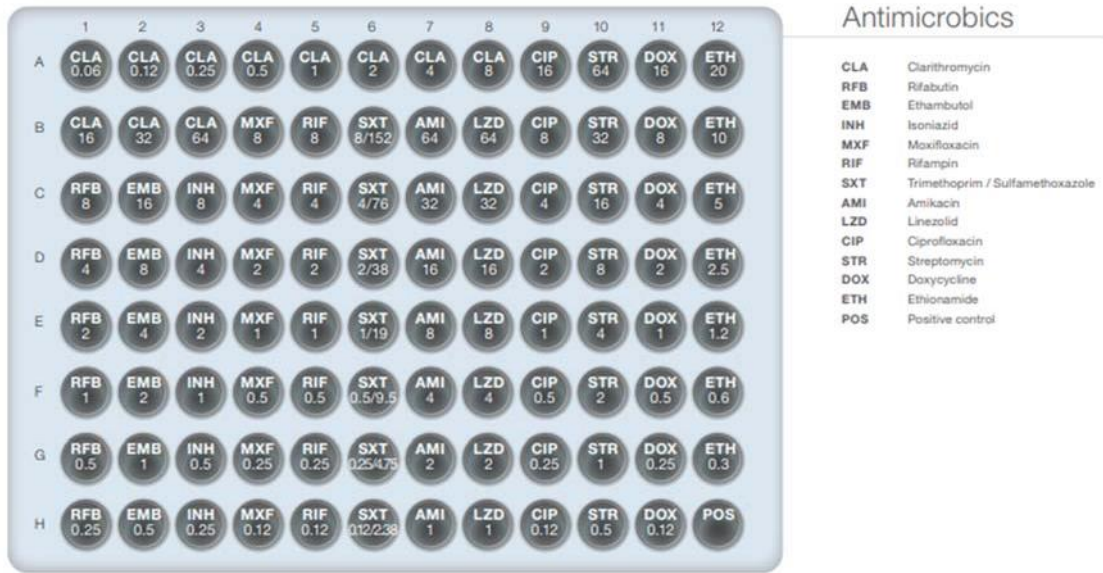 Antimicrobics
1 2 3 4 5 6 7 8 9 10 11 12
A CLA 0.06 CLA 0.12 CLA 0.25 CLA 0.5 CLA 1 CLA 2 CLA 4 CLA 8 CIP 16 STR 64 DOX 16 ETH 20
B CLA 16 CLA 32 CLA 64 MXF 8 RIF 8 SXT 8/152 AMI 64 LZD 64 CIP 8 STR 32 DOX 8 ETH 10
C RFB 8 EMB 16 INH 8 MXF 4 RIF 4 SXT 4/76 AMI 32 LZD 32 CIP 4 STR 16 DOX 4 ETH 5
D RFB 4 EMB 8 INH 4 MXF 2 RIF 2 SXT 2/38 AMI 16 LZD 16 CIP 2 STR 8 DOX 2 ETH 2.5
E RFB 2 EMB 4 INH 2 MXF 1 RIF 1 SXT 1/19 AMI 8 LZD 8 CIP 1 STR 4 DOX 1 ETH 1.2
F RFB 1 EMB 2 INH 1 MXF 0.5 RIF 0.5 SXT 0.5/9.5 AMI 4 LZD 4 CIP 0.5 STR 2 DOX 0.5 ETH 0.6
G RFB 0.5 EMB 1 INH 0.5 MXF 0.25 RIF 0.25 SXT 0.25/4.75 AMI 2 LZD 2 CIP 0.25 STR 1 DOX 0.25 ETH 0.3
H RFB 0.25 EMB 0.5 INH 0.25 MXF 0.12 RIF 0.12 SXT 0.12/2.38 AMI 1 LZD 1 CIP 0.12 STR 0.5 DOX 0.12 POS
CLA Clarithromycin
RFB Rifabutin
EMB Ethambutol
INH Isoniazid
MXF Moxifloxacin
RIF Rifampin
SXT Trimethoprim / Sulfamethoxazole
AMI Amikacin
LZD Linezolid
CIP Ciprofloxacin
STR Streptomycin
DOX Doxycycline
ETH Ethionamide
POS Positive control